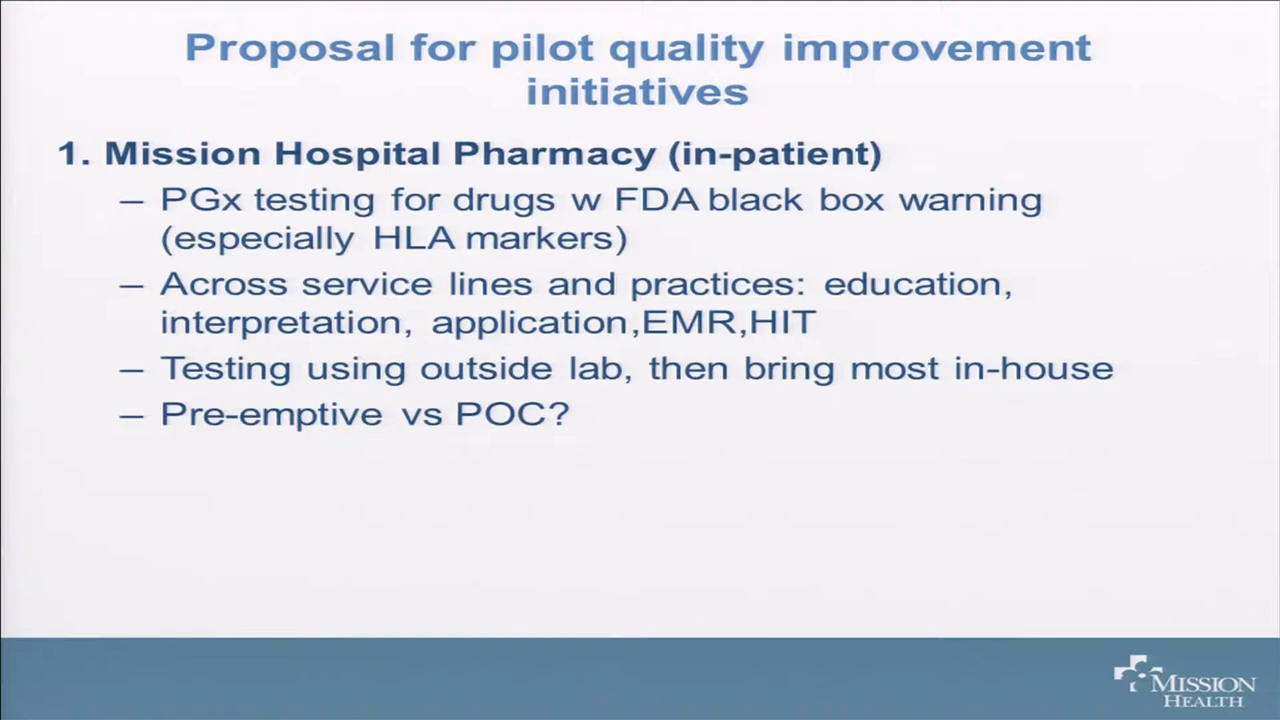 Proposal for pilot quality improvement
initiatives
1. Mission Hospital Pharmacy (in-patient)
– PGx testing for drugs w FDA black box warning
(especially HLA markers)
– Across service lines and practices: education,
interpretation, application,EMR,HIT
– Testing using outside lab, then bring most in-house
– Pre-emptive vs POC?
MISSION
HEALTH